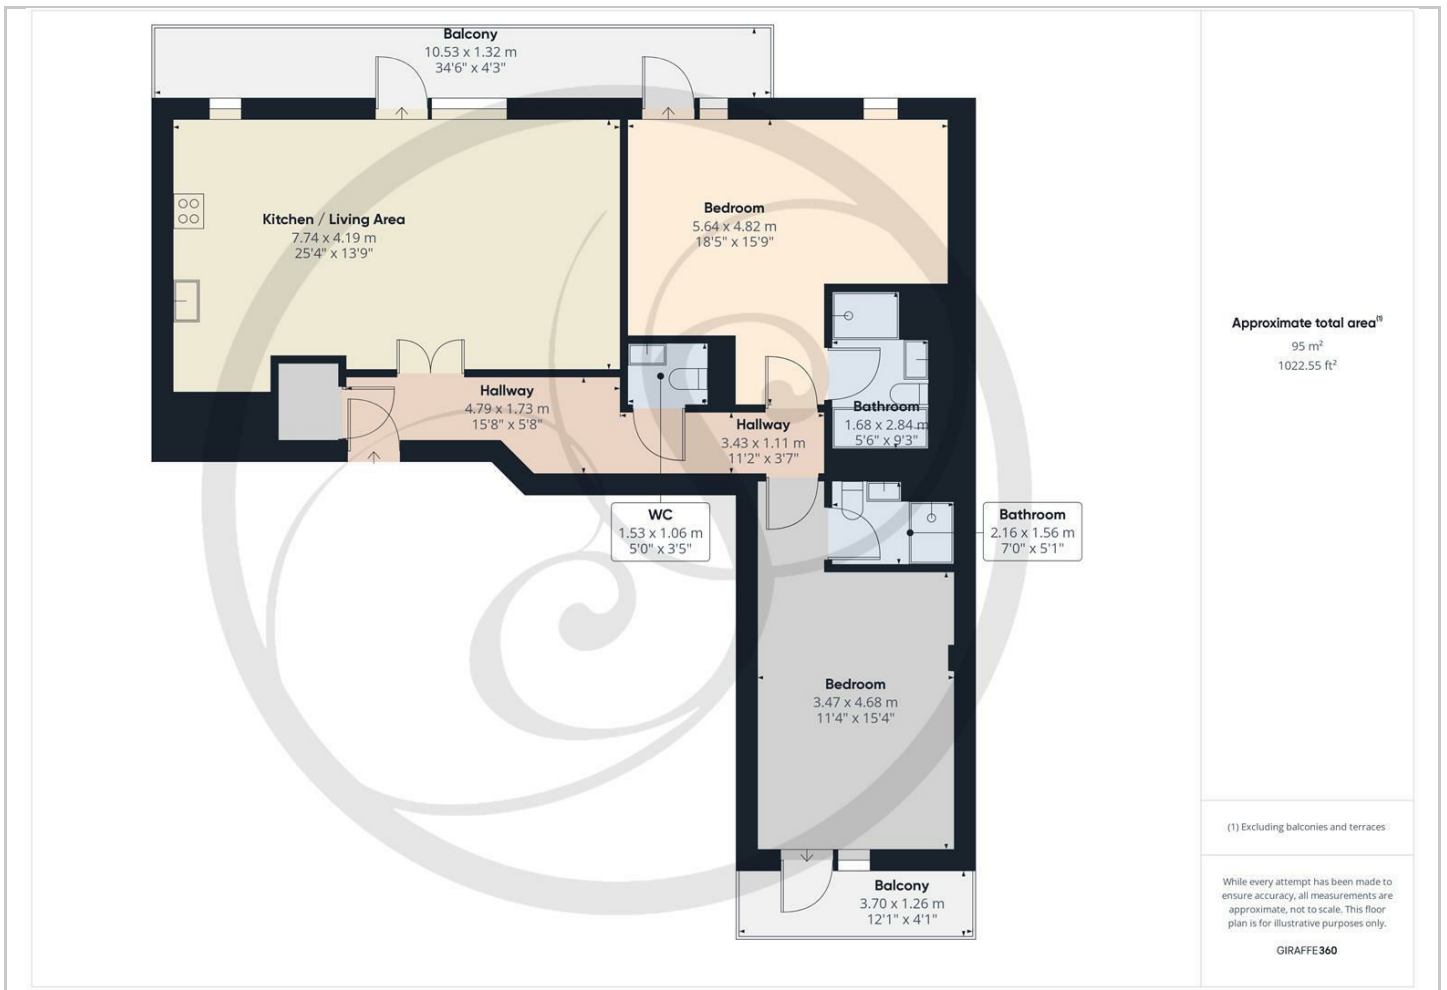 Balcony
10.53 x 1.32 m
34'6" x 4'3"
Kitchen / Living Area
7.74 x 4.19 m
25'4" x 13'9"
Bedroom
5.64 x 4.82 m
18'5" x 15'9"
Hallway
4.79 x 1.73 m
15'8" x 5'8"
Hallway
3.43 x 1.11 m
11'2" x 3'7"
Bathroom
1.68 x 2.84 m
5'6" x 9'3"
WC
1.53 x 1.06 m
5'0" x 3'5"
Bathroom
2.16 x 1.56 m
7'0" x 5'1"
Bedroom
3.47 x 4.68 m
11'4" x 15'4"
Balcony
3.70 x 1.26 m
12'1" x 4'1"
Approximate total area⁽¹⁾
95 m²
1022.55 ft²
(1) Excluding balconies and terraces
While every attempt has been made to
ensure accuracy, all measurements are
approximate, not to scale. This floor
plan is for illustrative purposes only.
GIRAFFE360